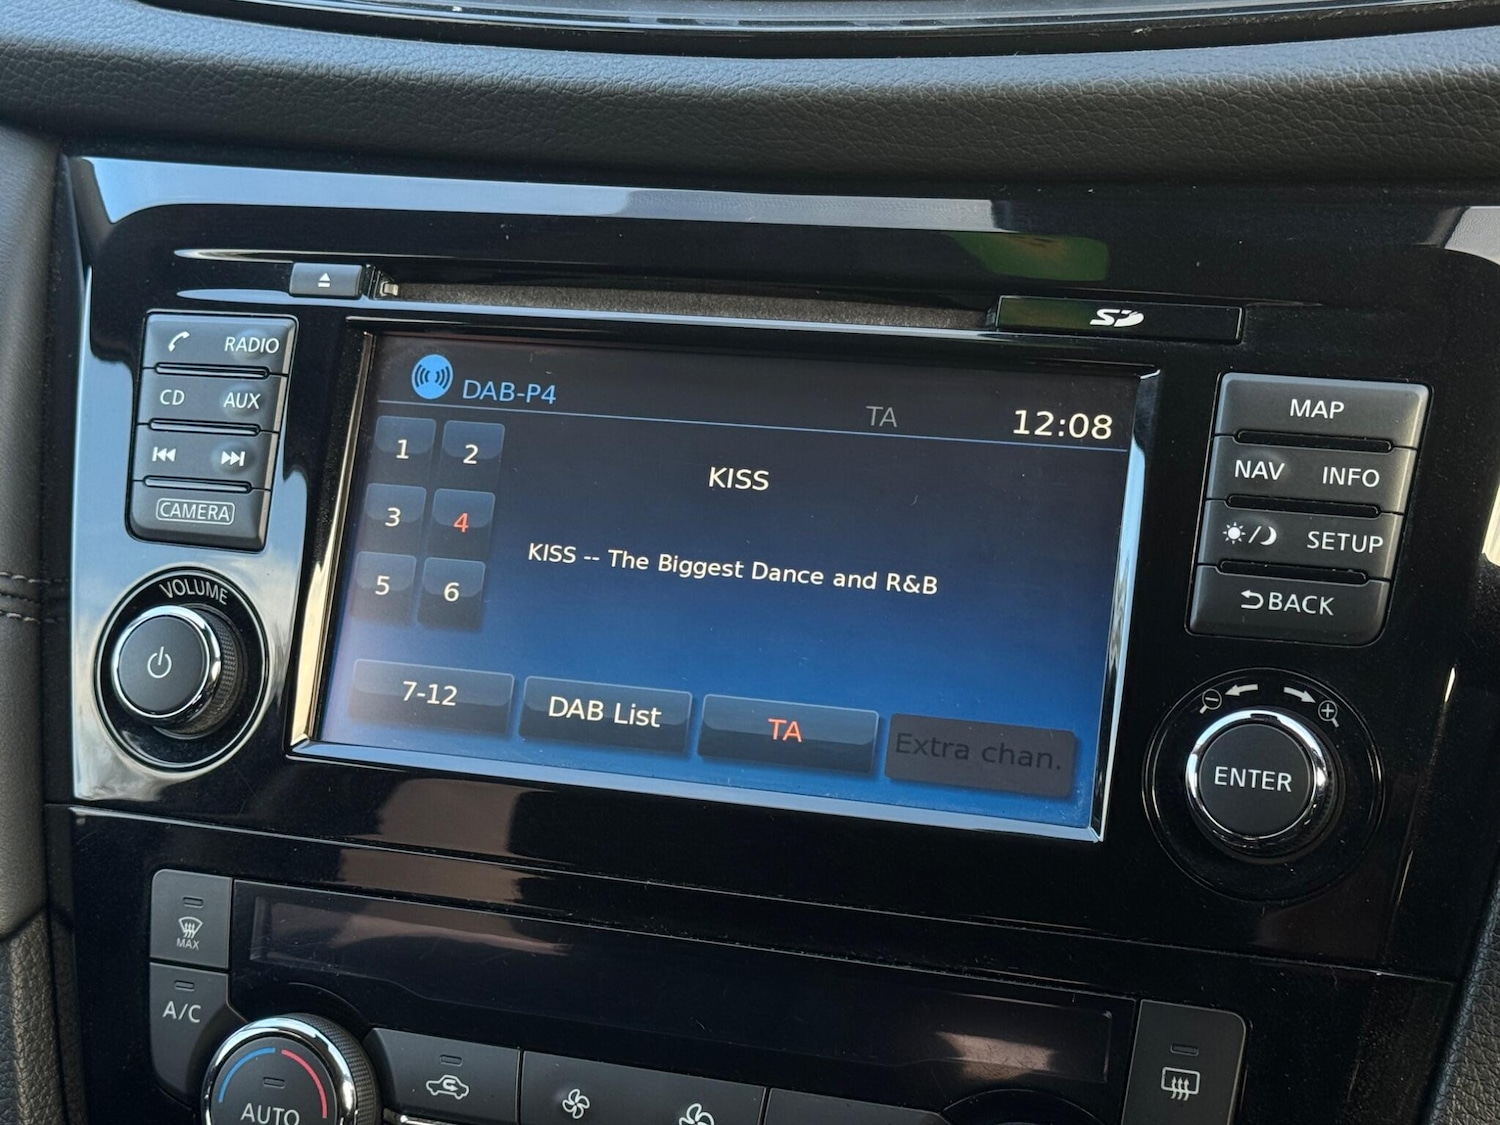 SD
RADIO
CD AUX
CAMERA
VOLUME
DAB-P4
TA
12:08
1 2
3 4
5 6
KISS
KISS -- The Biggest Dance and R&B
7-12
DAB List
TA
Extra chan.
MAP
NAV INFO
SETUP
BACK
ENTER
MAX
A/C
AUTO